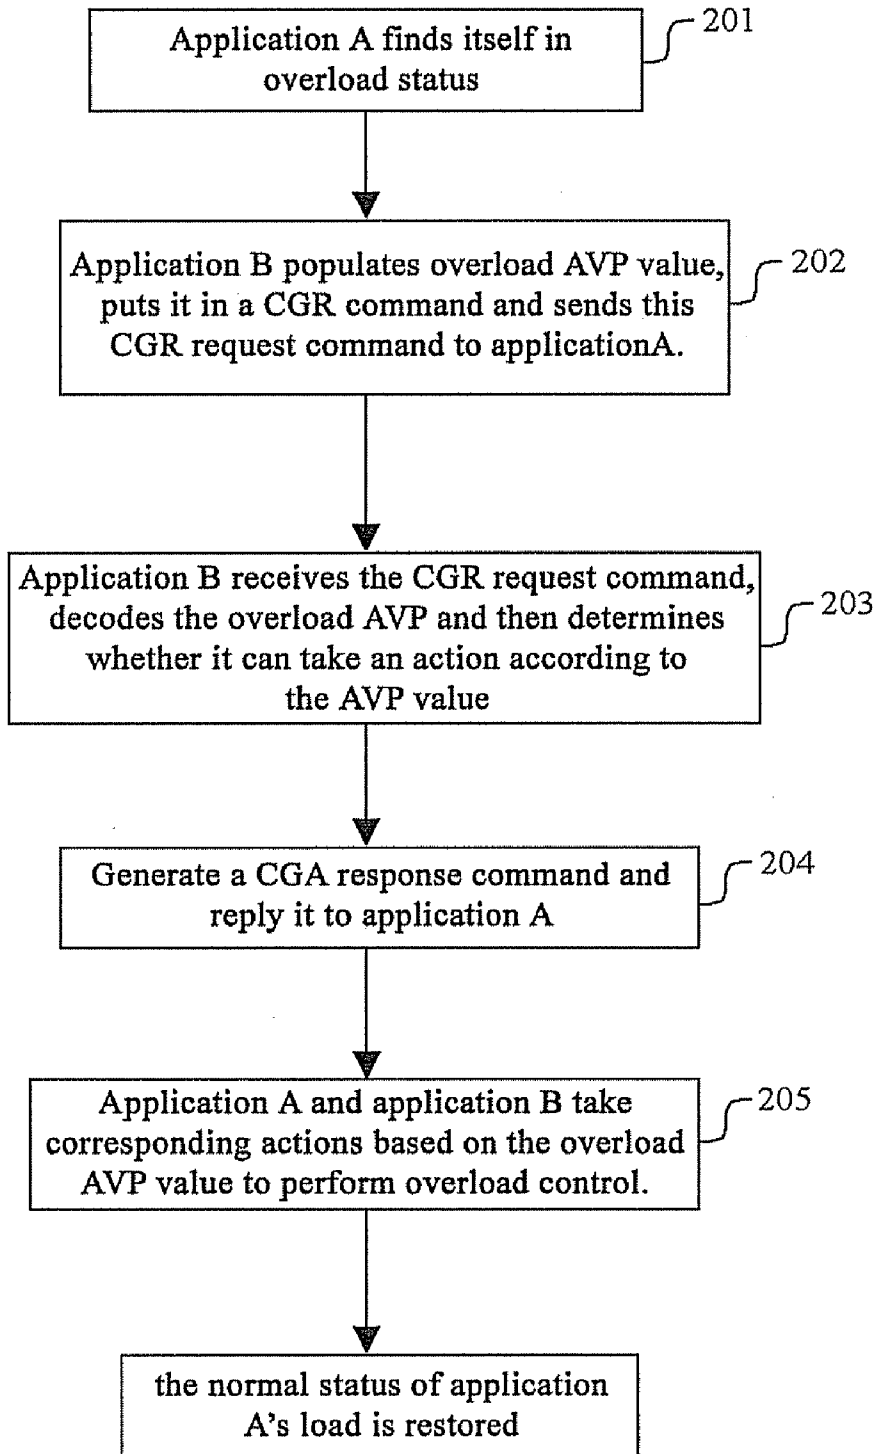 Application A finds itself in
overload status
201
Application B populates overload AVP value,
puts it in a CGR command and sends this
CGR request command to applicationA.
202
Application B receives the CGR request command,
decodes the overload AVP and then determines
whether it can take an action according to
the AVP value
203
Generate a CGA response command and
reply it to application A
204
Application A and application B take
corresponding actions based on the overload
AVP value to perform overload control.
205
the normal status of application
A's load is restored